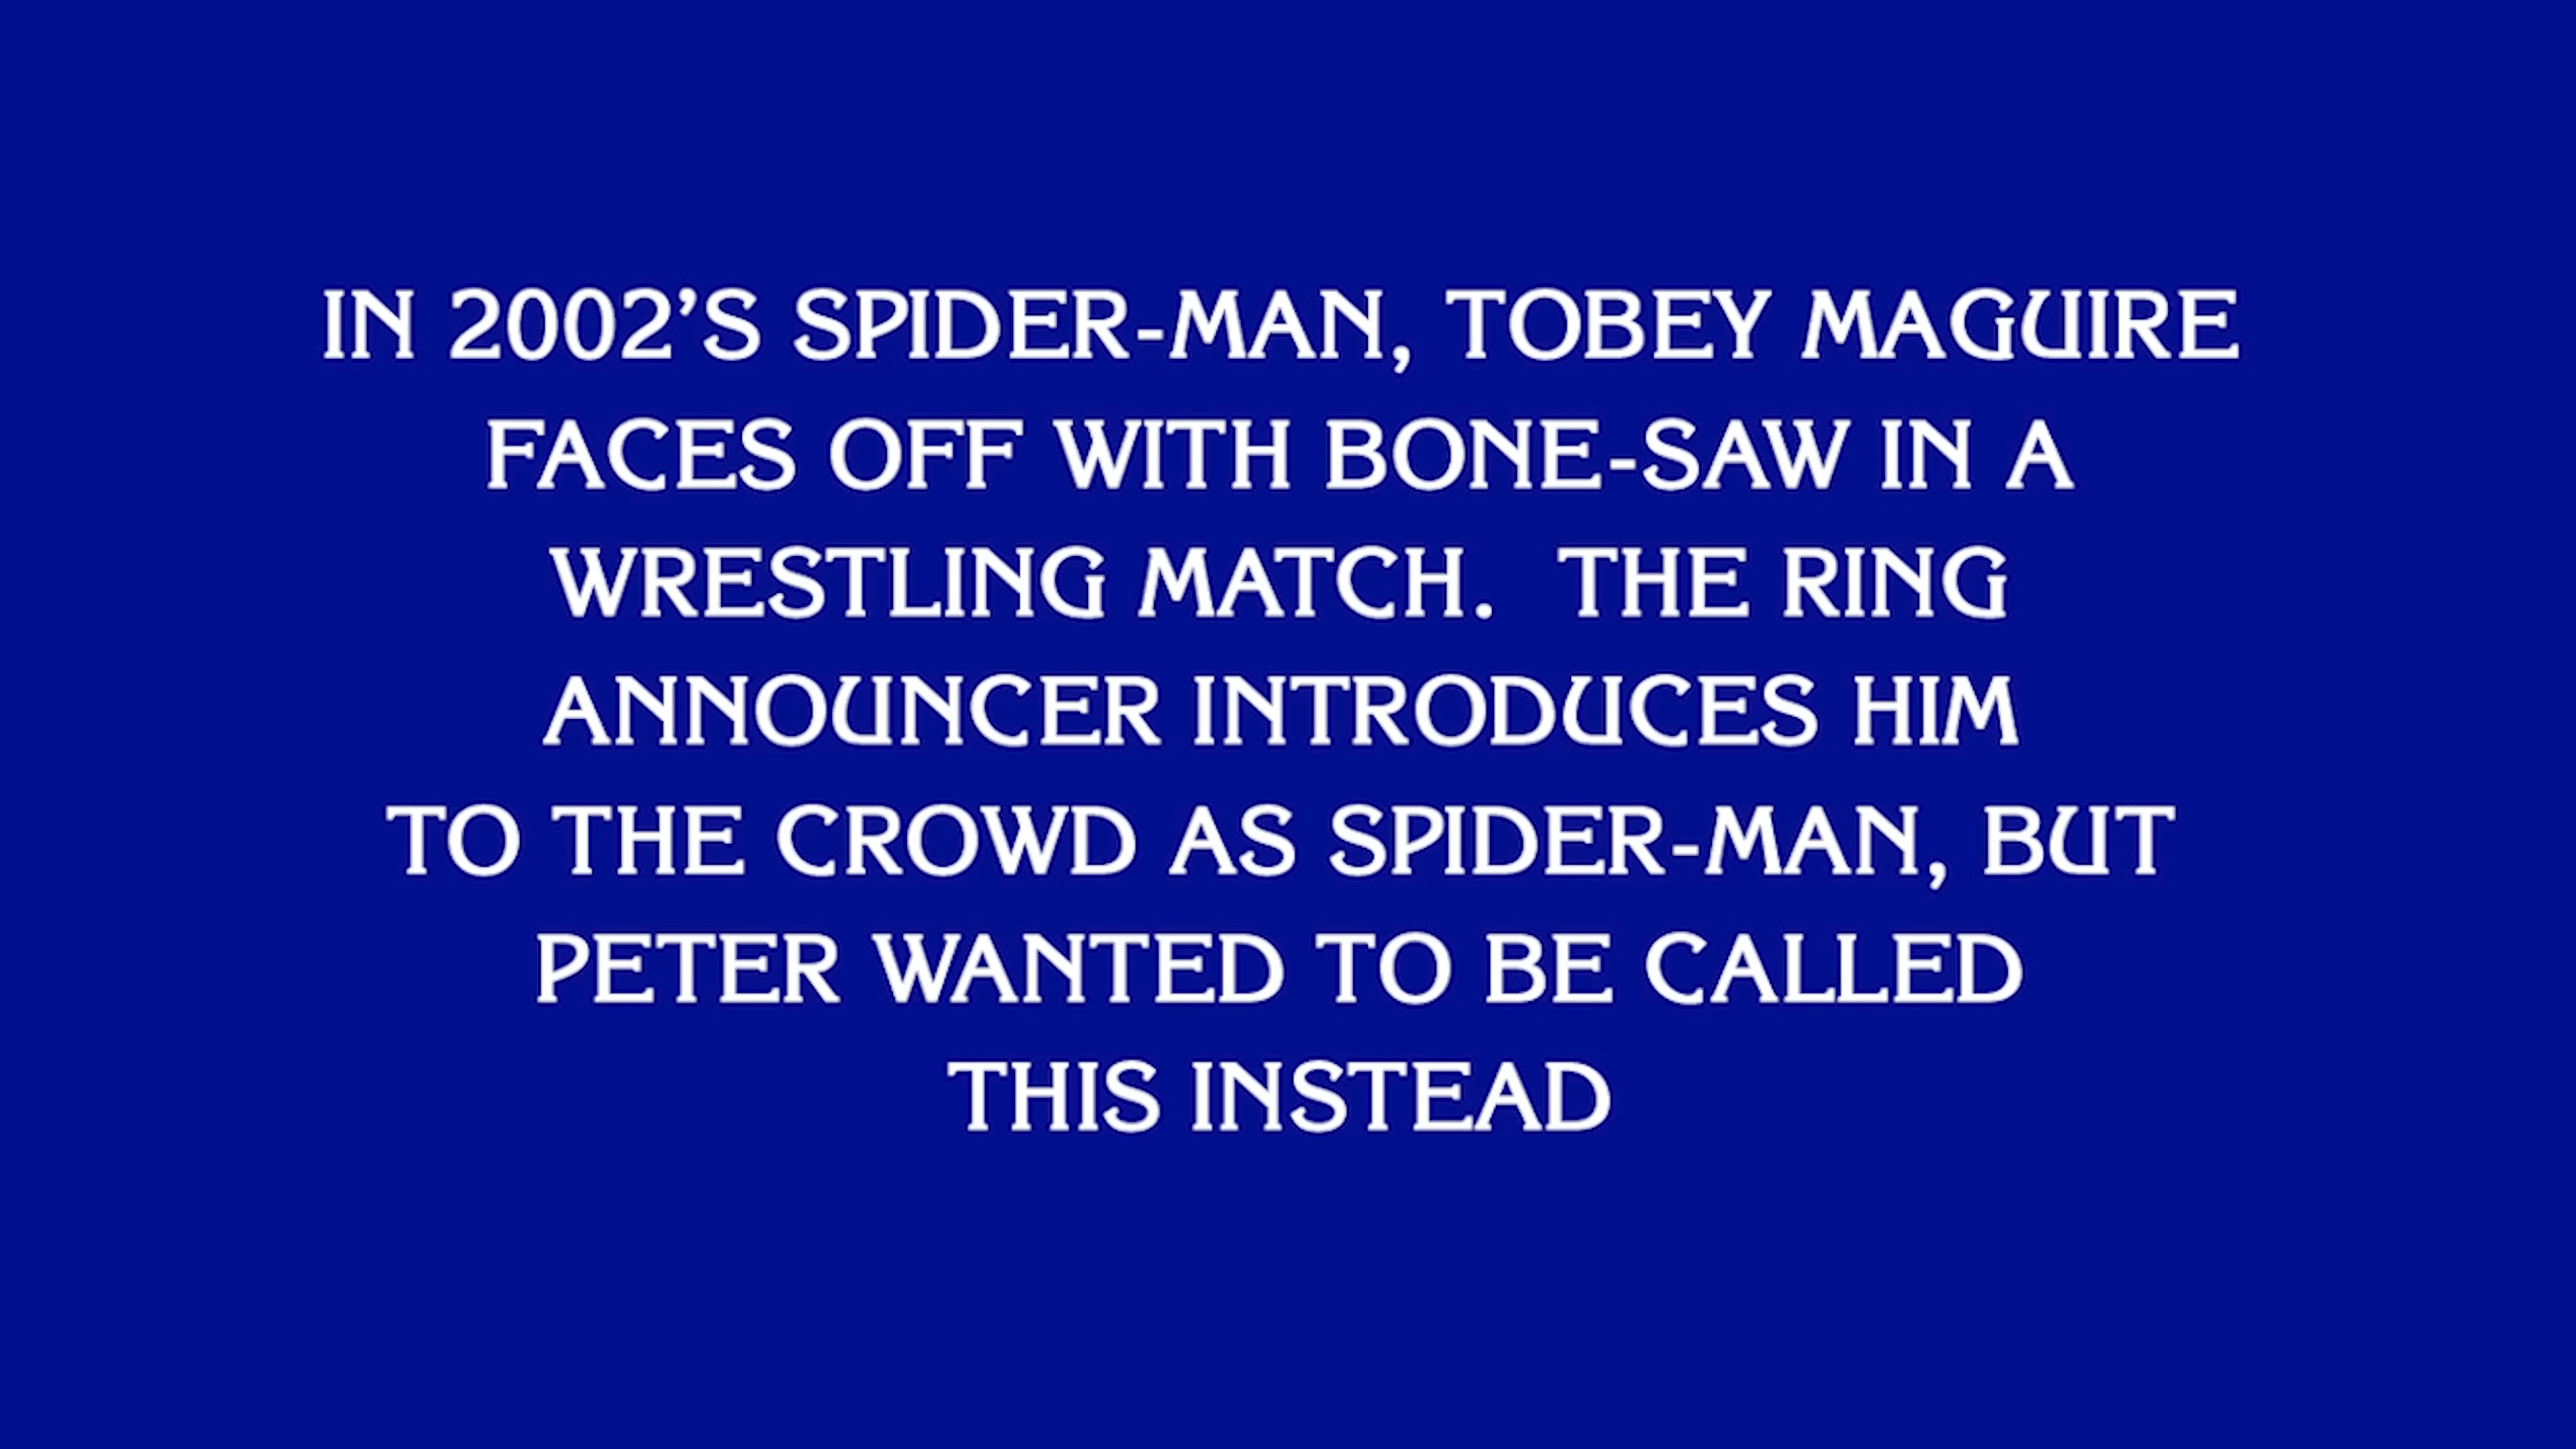 IN 2002’S SPIDER-MAN, TOBEY MAGUIRE
FACES OFF WITH BONE-SAW IN A
WRESTLING MATCH.  THE RING
ANNOUNCER INTRODUCES HIM
TO THE CROWD AS SPIDER-MAN, BUT
PETER WANTED TO BE CALLED
THIS INSTEAD